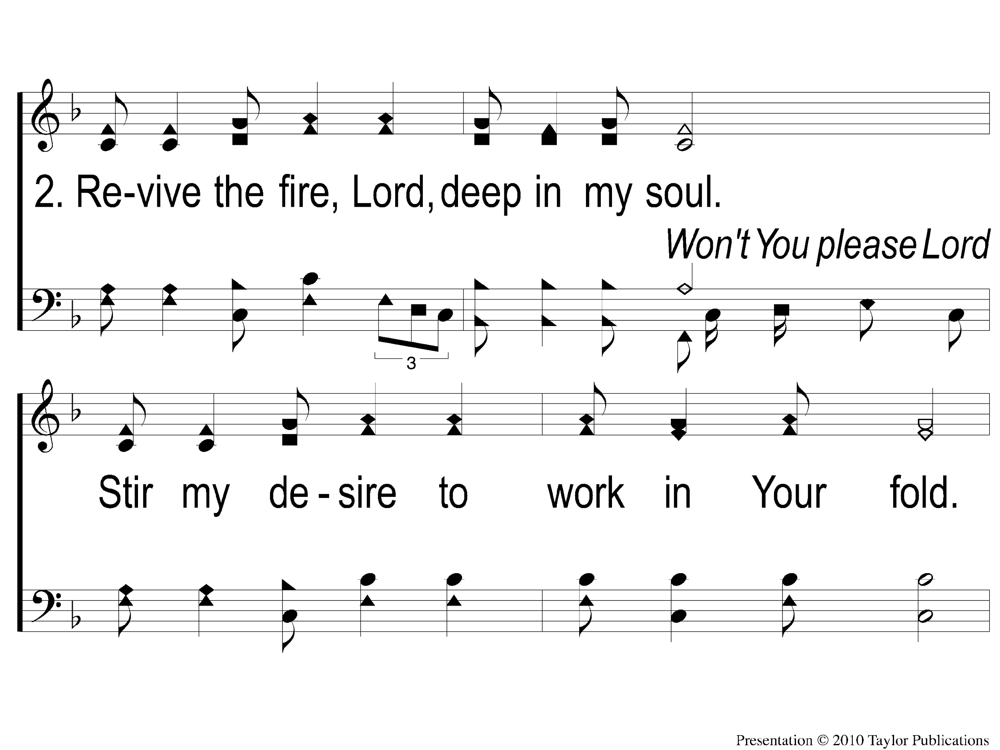 2. Re-vive the fire, Lord, deep in my soul.
Won't You please Lord
3
Stir my de - sire to work in Your fold.
Presentation © 2010 Taylor Publications